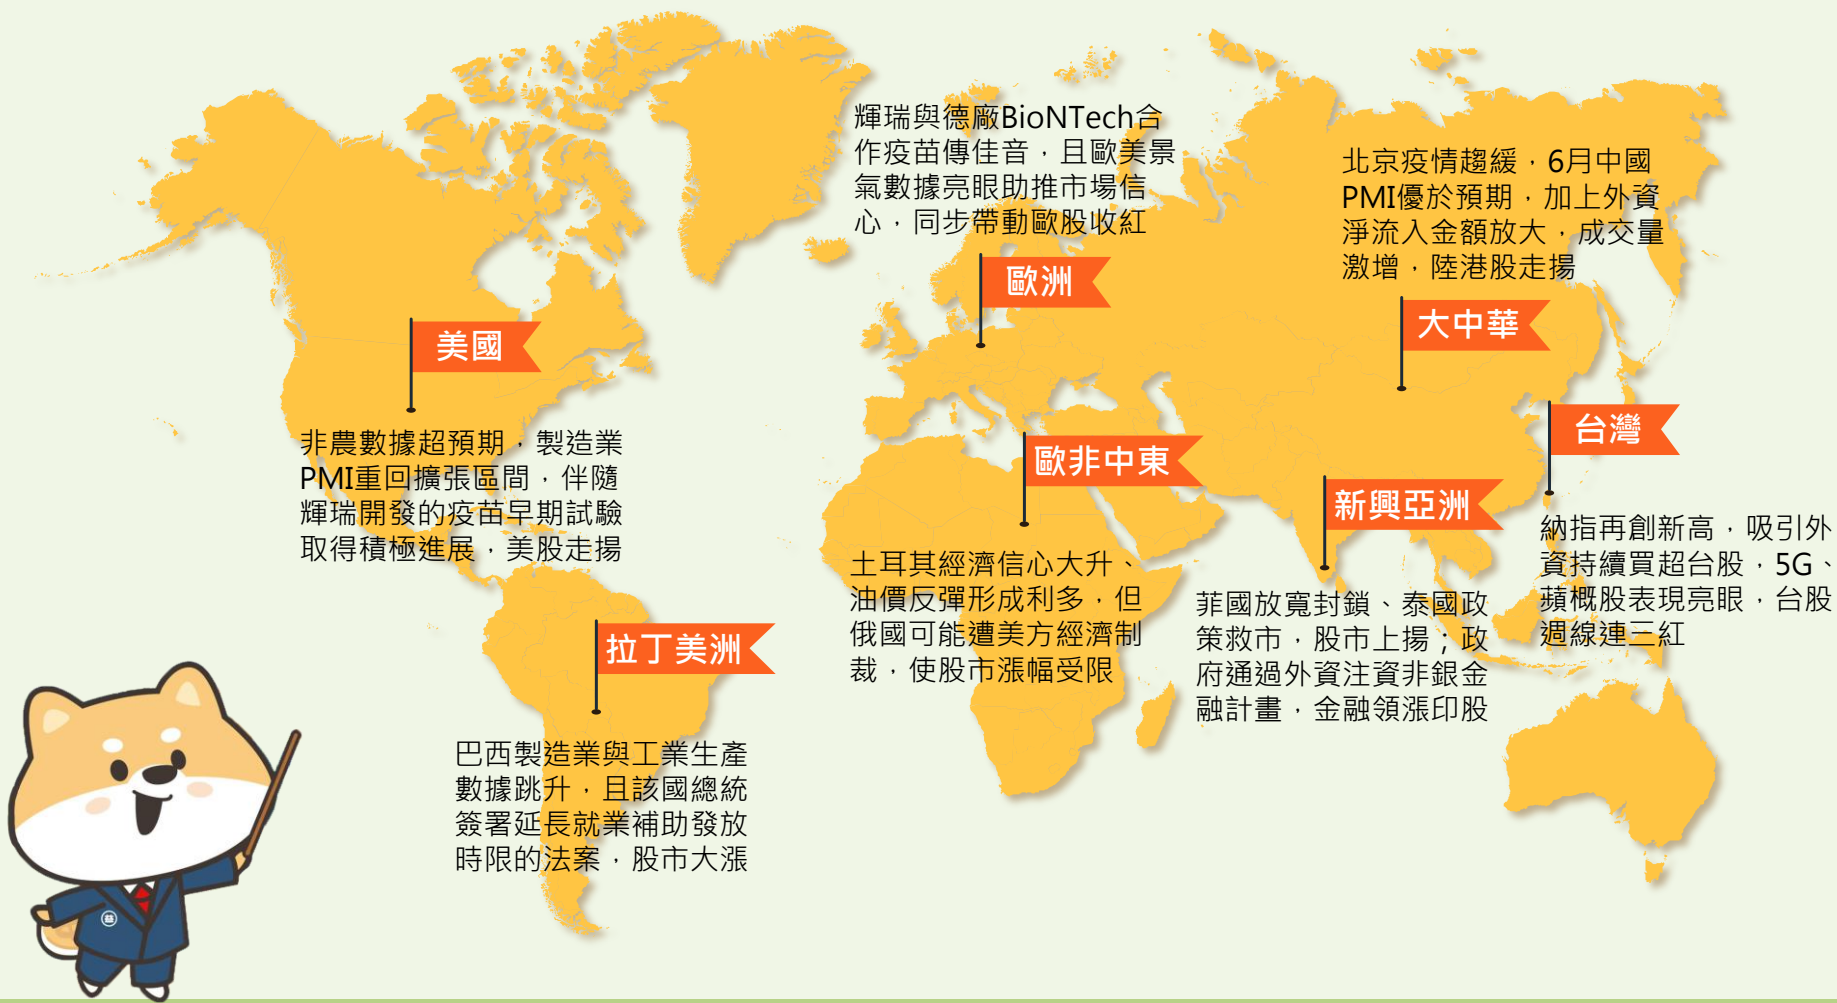 輝瑞與德廠BioNTech合
作疫苗傳佳音，且歐美景
氣數據亮眼助推市場信
心，同步帶動歐股收紅
歐洲
北京疫情趨緩，6月中國
PMI優於預期，加上外資
淨流入金額放大，成交量
激增，陸港股走揚
大中華
美國
非農數據超預期，製造業
PMI重回擴張區間，伴隨
輝瑞開發的疫苗早期試驗
取得積極進展，美股走揚
台灣
納指再創新高，吸引外
資持續買超台股，5G、
蘋概股表現亮眼，台股
週線連三紅
歐非中東
土耳其經濟信心大升、
油價反彈形成利多，但
俄國可能遭美方經濟制
裁，使股市漲幅受限
新興亞洲
菲國放寬封鎖、泰國政
策救市，股市上揚；政
府通過外資注資非銀金
融計畫，金融領漲印股
拉丁美洲
巴西製造業與工業生產
數據跳升，且該國總統
簽署延長就業補助發放
時限的法案，股市大漲